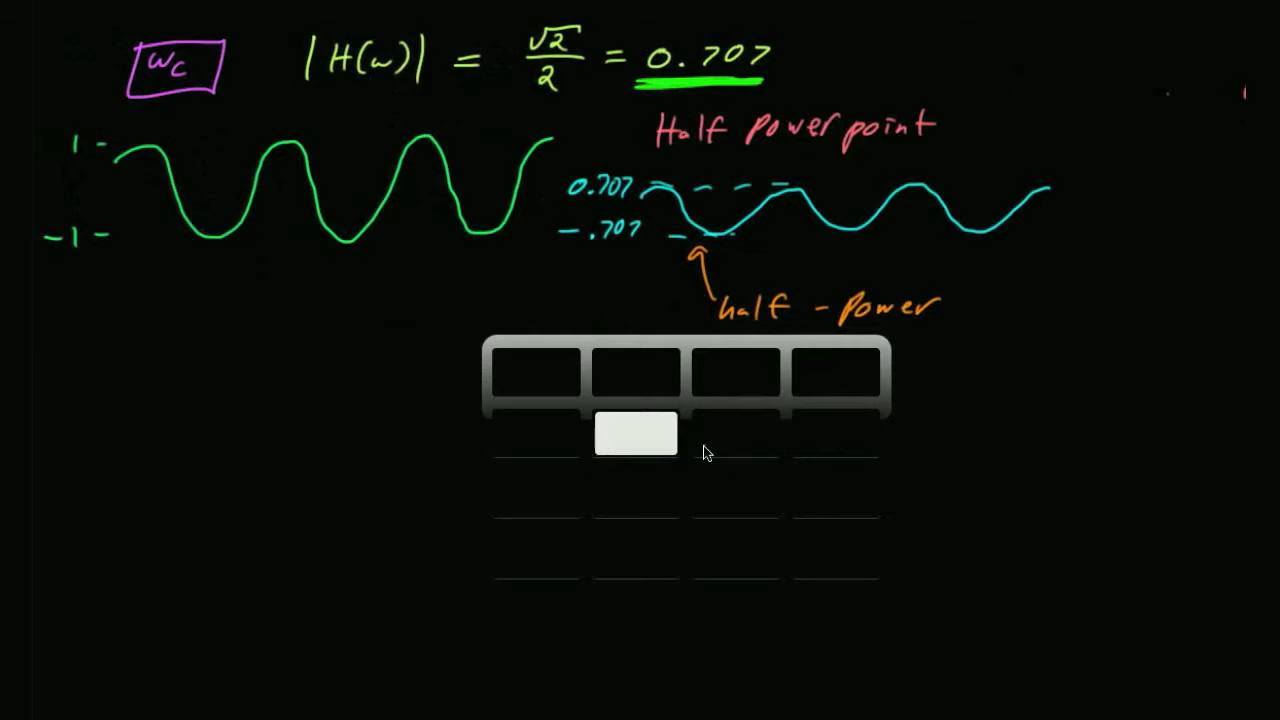 ωc |H(ω)| = √2/2 = 0.707
Half power point
1 -
0.707
-1 -
-.707
half - power